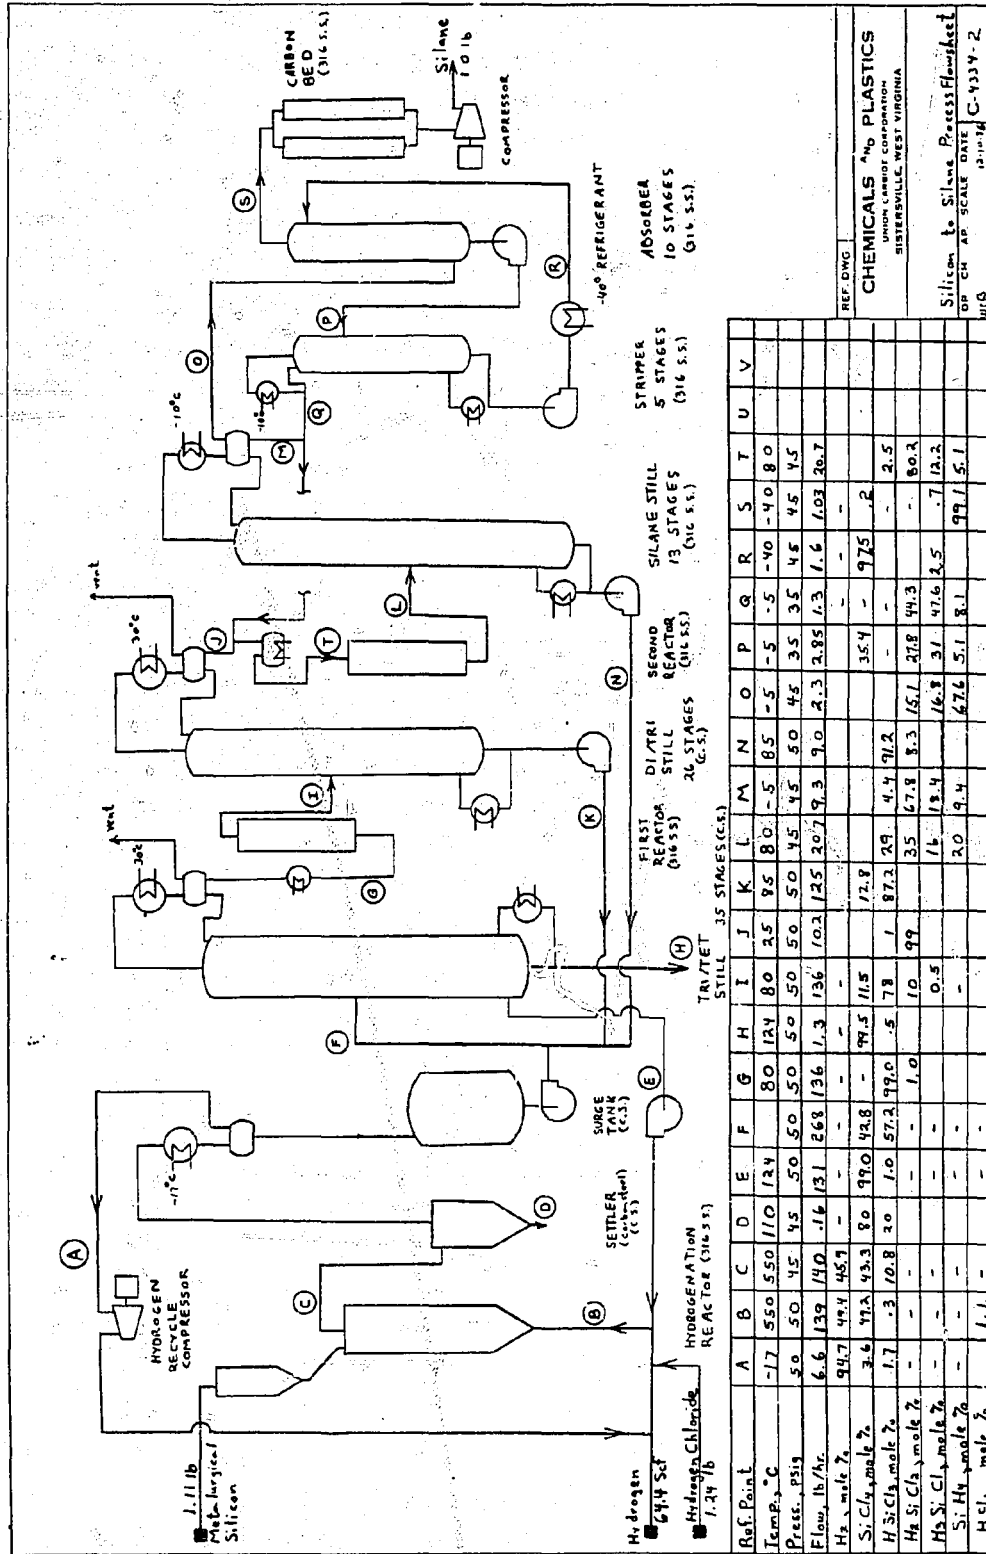 1.11 lb
Metallurgical
Silicon
HYDROGEN
RECYCLE
COMPRESSOR
A
-17°C
C
D
B
Hydrogen
64.4 Scf
Hydrogen Chloride
1.24 lb
HYDROGENATION
REACTOR (316 S.S.)
SETTLER
(carbon steel)
(C.S.)
SURGE
TANK
(C.S.)
E
F
30°C
vent
G
H
TRI/TET
STILL 35 STAGES (C.S.)
FIRST
REACTOR
(316 S.S)
I
30°C
vent
J
K
DI/TRI
STILL
26 STAGES
(C.S.)
T
SECOND
REACTOR
(316 S.S.)
L
N
SILANE STILL
13 STAGES
(316 S.S.)
-10°C
M
O
-10°
Q
P
STRIPPER
5 STAGES
(316 S.S.)
R
-40° REFRIGERANT
ABSORBER
10 STAGES
(316 S.S.)
S
CARBON
BED
(316 S.S.)
Silane
1.0 lb
COMPRESSOR
Ref. Point A B C D E F G H I J K L M N O P Q R S T U V
Temp., °C -17 550 550 110 124 80 124 80 25 85 80 -5 85 -5 -5 -5 -40 -40 80
Press., psig 50 50 45 45 50 50 50 50 50 50 50 45 45 50 45 35 35 45 45 45
Flow, lb/hr. 6.6 139 140 .16 131 268 136 1.3 136 10.2 125 20.7 9.3 9.0 2.3 2.85 1.3 1.6 1.03 20.7
H2, mole % 94.7 49.4 45.9 - - - - - - - - -
SiCl4, mole % 3.6 49.2 43.3 80 99.0 42.8 - 99.5 11.5 12.8 35.4 - 97.5 .2
HSiCl3, mole % 1.7 .3 10.8 20 1.0 57.2 99.0 .5 78 1 87.2 29 4.4 91.2 - - 2.5
H2SiCl2, mole % - - - - - 1.0 10 99 35 67.8 8.3 15.1 27.8 44.3 - 80.2
H3SiCl, mole % - - - - 0.5 16 18.4 16.8 31 47.6 2.5 .7 12.2
SiH4, mole % - - - - - 20 9.4 67.6 5.1 8.1 99.1 5.1
HCl, mole % 1.1 - - -
REF. DWG.
CHEMICALS AND PLASTICS
UNION CARBIDE CORPORATION
SISTERSVILLE, WEST VIRGINIA
Silicon to Silane Process Flowsheet
DR CH AP. SCALE DATE
12-10-76
C-4334-2